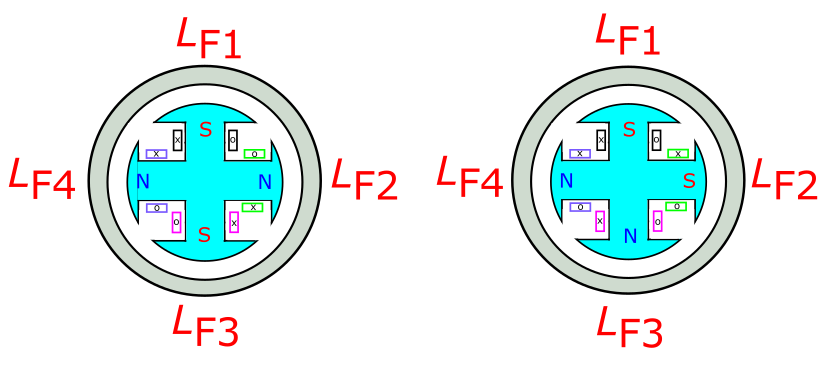 LF1 LF1
S S
x o x o
x o x x
LF4 N N LF2 LF4 N S LF2
o x o o
o x x o
S N
LF3 LF3